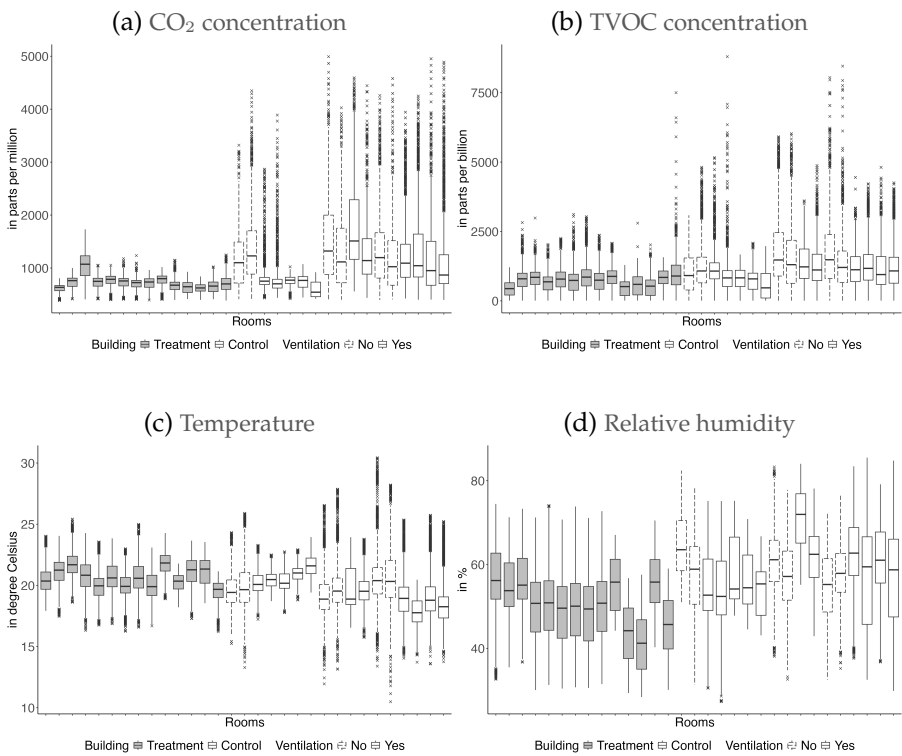 (a) CO₂ concentration
in parts per million
5000
4000
3000
2000
1000
Rooms
Building Treatment Control Ventilation No Yes
(b) TVOC concentration
in parts per billion
7500
5000
2500
0
Rooms
Building Treatment Control Ventilation No Yes
(c) Temperature
in degree Celsius
30
25
20
15
10
Rooms
Building Treatment Control Ventilation No Yes
(d) Relative humidity
in %
80
60
40
Rooms
Building Treatment Control Ventilation No Yes